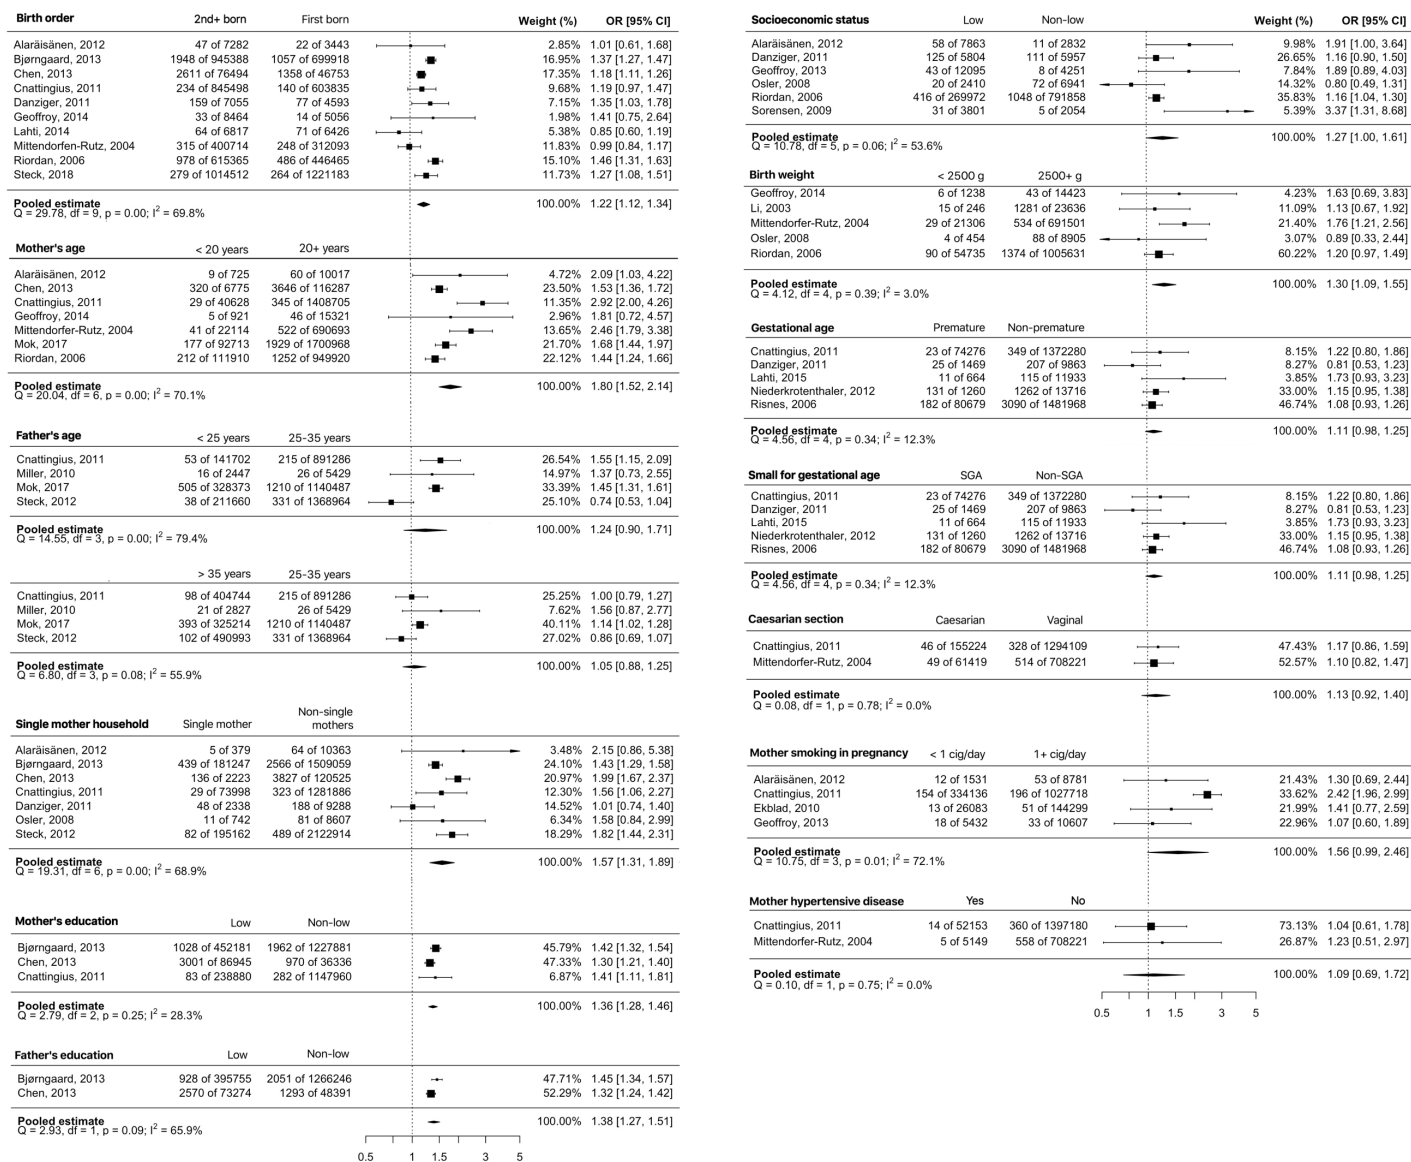 Birth order 2nd+ born First born Weight (%) OR [95% CI]
Alaräisänen, 2012 47 of 7282 22 of 3443 2.85% 1.01 [0.61, 1.68]
Bjørngaard, 2013 1948 of 945388 1057 of 699918 16.95% 1.37 [1.27, 1.47]
Chen, 2013 2611 of 76494 1358 of 46753 17.35% 1.18 [1.11, 1.26]
Cnattingius, 2011 234 of 845498 140 of 603835 9.68% 1.19 [0.97, 1.47]
Danziger, 2011 159 of 7055 77 of 4593 7.15% 1.35 [1.03, 1.78]
Geoffroy, 2014 33 of 8464 14 of 5056 1.98% 1.41 [0.75, 2.64]
Lahti, 2014 64 of 6817 71 of 6426 5.38% 0.85 [0.60, 1.19]
Mittendorfen-Rutz, 2004 315 of 400714 248 of 312093 11.83% 0.99 [0.84, 1.17]
Riordan, 2006 978 of 615365 486 of 446465 15.10% 1.46 [1.31, 1.63]
Steck, 2018 279 of 1014512 264 of 1221183 11.73% 1.27 [1.08, 1.51]
Pooled estimate 100.00% 1.22 [1.12, 1.34]
Q = 29.78, df = 9, p = 0.00; I² = 69.8%
Mother's age < 20 years 20+ years
Alaräisänen, 2012 9 of 725 60 of 10017 4.72% 2.09 [1.03, 4.22]
Chen, 2013 320 of 6775 3646 of 116287 23.50% 1.53 [1.36, 1.72]
Cnattingius, 2011 29 of 40628 345 of 1408705 11.35% 2.92 [2.00, 4.26]
Geoffroy, 2014 5 of 921 46 of 15321 2.96% 1.81 [0.72, 4.57]
Mittendorfer-Rutz, 2004 41 of 22114 522 of 690693 13.65% 2.46 [1.79, 3.38]
Mok, 2017 177 of 92713 1929 of 1700968 21.70% 1.68 [1.44, 1.97]
Riordan, 2006 212 of 111910 1252 of 949920 22.12% 1.44 [1.24, 1.66]
Pooled estimate 100.00% 1.80 [1.52, 2.14]
Q = 20.04, df = 6, p = 0.00; I² = 70.1%
Father's age < 25 years 25-35 years
Cnattingius, 2011 53 of 141702 215 of 891286 26.54% 1.55 [1.15, 2.09]
Miller, 2010 16 of 2447 26 of 5429 14.97% 1.37 [0.73, 2.55]
Mok, 2017 505 of 328373 1210 of 1140487 33.39% 1.45 [1.31, 1.61]
Steck, 2012 38 of 211660 331 of 1368964 25.10% 0.74 [0.53, 1.04]
Pooled estimate 100.00% 1.24 [0.90, 1.71]
Q = 14.55, df = 3, p = 0.00; I² = 79.4%
> 35 years 25-35 years
Cnattingius, 2011 98 of 404744 215 of 891286 25.25% 1.00 [0.79, 1.27]
Miller, 2010 21 of 2827 26 of 5429 7.62% 1.56 [0.87, 2.77]
Mok, 2017 393 of 325214 1210 of 1140487 40.11% 1.14 [1.02, 1.28]
Steck, 2012 102 of 490993 331 of 1368964 27.02% 0.86 [0.69, 1.07]
Pooled estimate 100.00% 1.05 [0.88, 1.25]
Q = 6.80, df = 3, p = 0.08; I² = 55.9%
Non-single
Single mother household Single mother mothers
Alaräisänen, 2012 5 of 379 64 of 10363 3.48% 2.15 [0.86, 5.38]
Bjørngaard, 2013 439 of 181247 2566 of 1509059 24.10% 1.43 [1.29, 1.58]
Chen, 2013 136 of 2223 3827 of 120525 20.97% 1.99 [1.67, 2.37]
Cnattingius, 2011 29 of 73998 323 of 1281886 12.30% 1.56 [1.06, 2.27]
Danziger, 2011 48 of 2338 188 of 9288 14.52% 1.01 [0.74, 1.40]
Osler, 2008 11 of 742 81 of 8607 6.34% 1.58 [0.84, 2.99]
Steck, 2012 82 of 195162 489 of 2122914 18.29% 1.82 [1.44, 2.31]
Pooled estimate 100.00% 1.57 [1.31, 1.89]
Q = 19.31, df = 6, p = 0.00; I² = 68.9%
Mother's education Low Non-low
Bjørngaard, 2013 1028 of 452181 1962 of 1227881 45.79% 1.42 [1.32, 1.54]
Chen, 2013 3001 of 86945 970 of 36336 47.33% 1.30 [1.21, 1.40]
Cnattingius, 2011 83 of 238880 282 of 1147960 6.87% 1.41 [1.11, 1.81]
Pooled estimate 100.00% 1.36 [1.28, 1.46]
Q = 2.79, df = 2, p = 0.25; I² = 28.3%
Father's education Low Non-low
Bjørngaard, 2013 928 of 395755 2051 of 1266246 47.71% 1.45 [1.34, 1.57]
Chen, 2013 2570 of 73274 1293 of 48391 52.29% 1.32 [1.24, 1.42]
Pooled estimate 100.00% 1.38 [1.27, 1.51]
Q = 2.93, df = 1, p = 0.09; I² = 65.9%
0.5 1 1.5 3 5
Socioeconomic status Low Non-low Weight (%) OR [95% CI]
Alaräisänen, 2012 58 of 7863 11 of 2832 9.98% 1.91 [1.00, 3.64]
Danziger, 2011 125 of 5804 111 of 5957 26.65% 1.16 [0.90, 1.50]
Geoffroy, 2013 43 of 12095 8 of 4251 7.84% 1.89 [0.89, 4.03]
Osler, 2008 20 of 2410 72 of 6941 14.32% 0.80 [0.49, 1.31]
Riordan, 2006 416 of 269972 1048 of 791858 35.83% 1.16 [1.04, 1.30]
Sorensen, 2009 31 of 3801 5 of 2054 5.39% 3.37 [1.31, 8.68]
Pooled estimate 100.00% 1.27 [1.00, 1.61]
Q = 10.78, df = 5, p = 0.06; I² = 53.6%
Birth weight < 2500 g 2500+ g
Geoffroy, 2014 6 of 1238 43 of 14423 4.23% 1.63 [0.69, 3.83]
Li, 2003 15 of 246 1281 of 23636 11.09% 1.13 [0.67, 1.92]
Mittendorfer-Rutz, 2004 29 of 21306 534 of 691501 21.40% 1.76 [1.21, 2.56]
Osler, 2008 4 of 454 88 of 8905 3.07% 0.89 [0.33, 2.44]
Riordan, 2006 90 of 54735 1374 of 1005631 60.22% 1.20 [0.97, 1.49]
Pooled estimate 100.00% 1.30 [1.09, 1.55]
Q = 4.12, df = 4, p = 0.39; I² = 3.0%
Gestational age Premature Non-premature
Cnattingius, 2011 23 of 74276 349 of 1372280 8.15% 1.22 [0.80, 1.86]
Danziger, 2011 25 of 1469 207 of 9863 8.27% 0.81 [0.53, 1.23]
Lahti, 2015 11 of 664 115 of 11933 3.85% 1.73 [0.93, 3.23]
Niederkrotenthaler, 2012 131 of 1260 1262 of 13716 33.00% 1.15 [0.95, 1.38]
Risnes, 2006 182 of 80679 3090 of 1481968 46.74% 1.08 [0.93, 1.26]
Pooled estimate 100.00% 1.11 [0.98, 1.25]
Q = 4.56, df = 4, p = 0.34; I² = 12.3%
Small for gestational age SGA Non-SGA
Cnattingius, 2011 23 of 74276 349 of 1372280 8.15% 1.22 [0.80, 1.86]
Danziger, 2011 25 of 1469 207 of 9863 8.27% 0.81 [0.53, 1.23]
Lahti, 2015 11 of 664 115 of 11933 3.85% 1.73 [0.93, 3.23]
Niederkrotenthaler, 2012 131 of 1260 1262 of 13716 33.00% 1.15 [0.95, 1.38]
Risnes, 2006 182 of 80679 3090 of 1481968 46.74% 1.08 [0.93, 1.26]
Pooled estimate 100.00% 1.11 [0.98, 1.25]
Q = 4.56, df = 4, p = 0.34; I² = 12.3%
Caesarian section Caesarian Vaginal
Cnattingius, 2011 46 of 155224 328 of 1294109 47.43% 1.17 [0.86, 1.59]
Mittendorfer-Rutz, 2004 49 of 61419 514 of 708221 52.57% 1.10 [0.82, 1.47]
Pooled estimate 100.00% 1.13 [0.92, 1.40]
Q = 0.08, df = 1, p = 0.78; I² = 0.0%
Mother smoking in pregnancy < 1 cig/day 1+ cig/day
Alaräisänen, 2012 12 of 1531 53 of 8781 21.43% 1.30 [0.69, 2.44]
Cnattingius, 2011 154 of 334136 196 of 1027718 33.62% 2.42 [1.96, 2.99]
Ekblad, 2010 13 of 26083 51 of 144299 21.99% 1.41 [0.77, 2.59]
Geoffroy, 2013 18 of 5432 33 of 10607 22.96% 1.07 [0.60, 1.89]
Pooled estimate 100.00% 1.56 [0.99, 2.46]
Q = 10.75, df = 3, p = 0.01; I² = 72.1%
Mother hypertensive disease Yes No
Cnattingius, 2011 14 of 52153 360 of 1397180 73.13% 1.04 [0.61, 1.78]
Mittendorfer-Rutz, 2004 5 of 5149 558 of 708221 26.87% 1.23 [0.51, 2.97]
Pooled estimate 100.00% 1.09 [0.69, 1.72]
Q = 0.10, df = 1, p = 0.75; I² = 0.0%
0.5 1 1.5 3 5